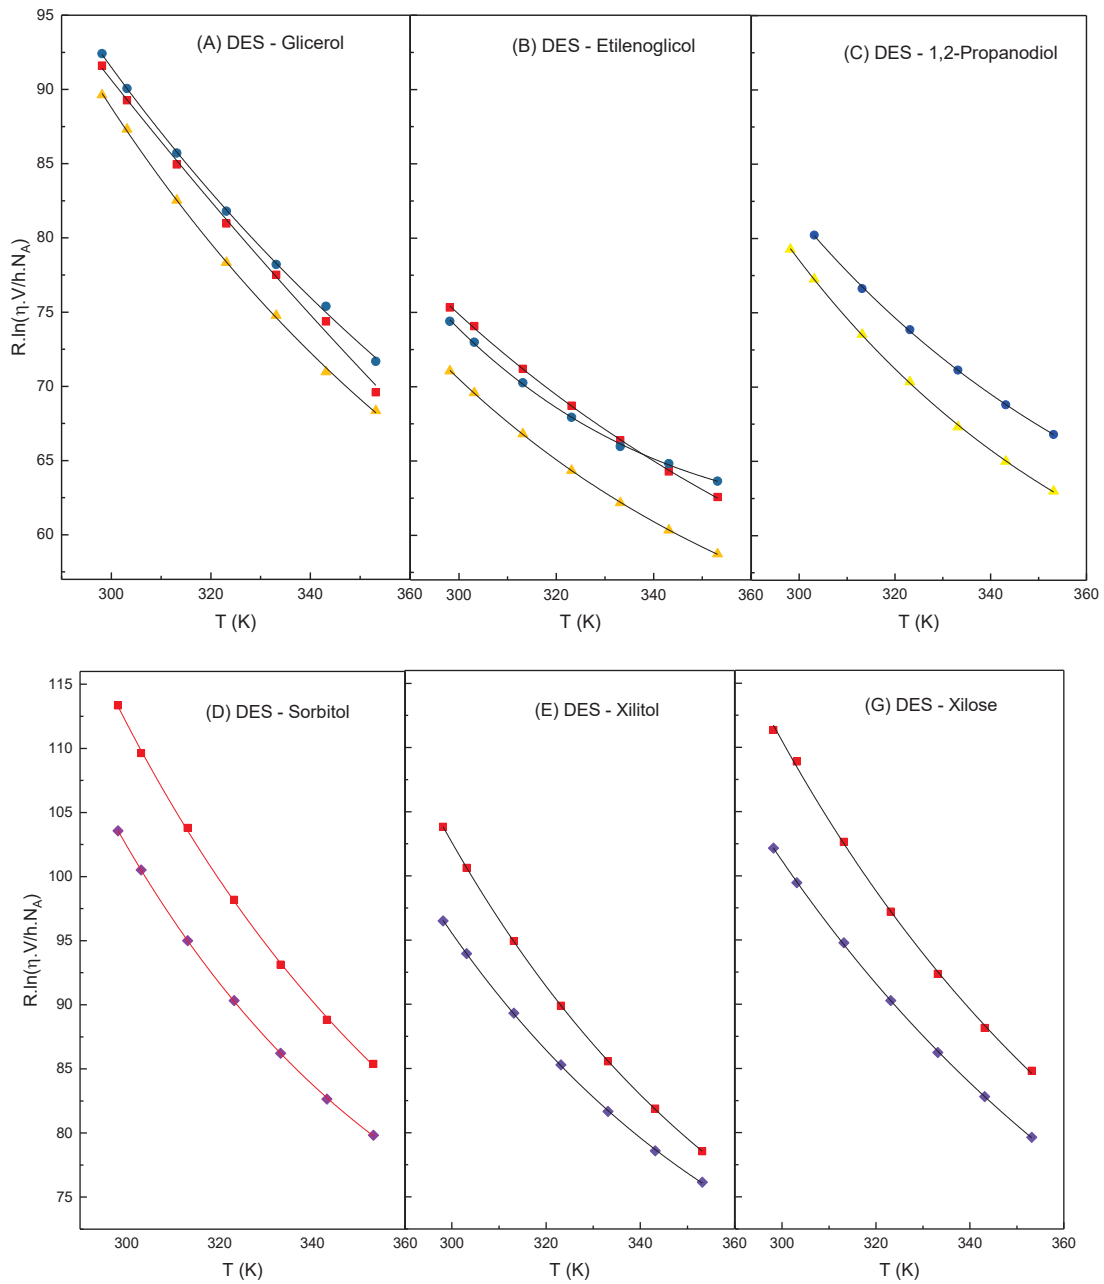 95
90
85
80
75
70
65
60
R.ln(η.V/h.N_A)
(A) DES - Glicerol
(B) DES - Etilenoglicol
(C) DES - 1,2-Propanodiol
300 320 340 360
300 320 340 360
300 320 340 360
T (K)
T (K)
T (K)
115
110
105
100
95
90
85
80
75
R.ln(η.V/h.N_A)
(D) DES - Sorbitol
(E) DES - Xilitol
(G) DES - Xilose
300 320 340 360
300 320 340 360
300 320 340 360
T (K)
T (K)
T (K)